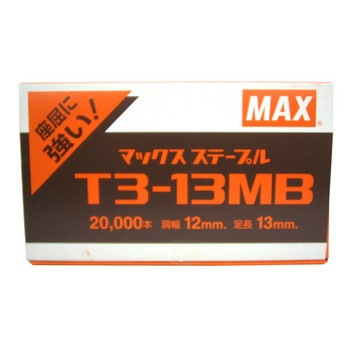 座屈に
強い!
MAX
マックス ステープル
T3-13MB
20,000本 肩幅 12mm. 足長 13mm.